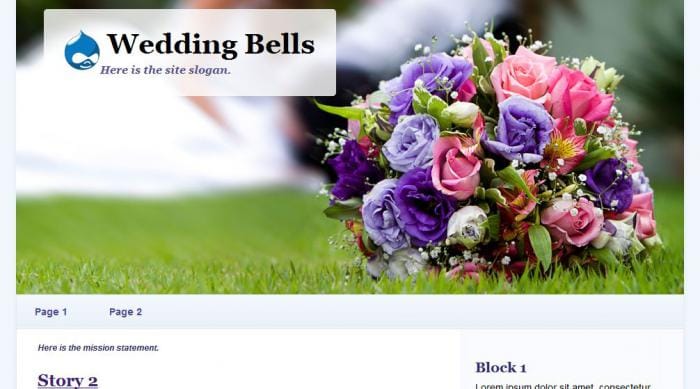 Wedding Bells
Here is the site slogan.
Page 1 Page 2
Here is the mission statement.
Story 2
Block 1
Lorem ipsum dolor sit amet, consectetur